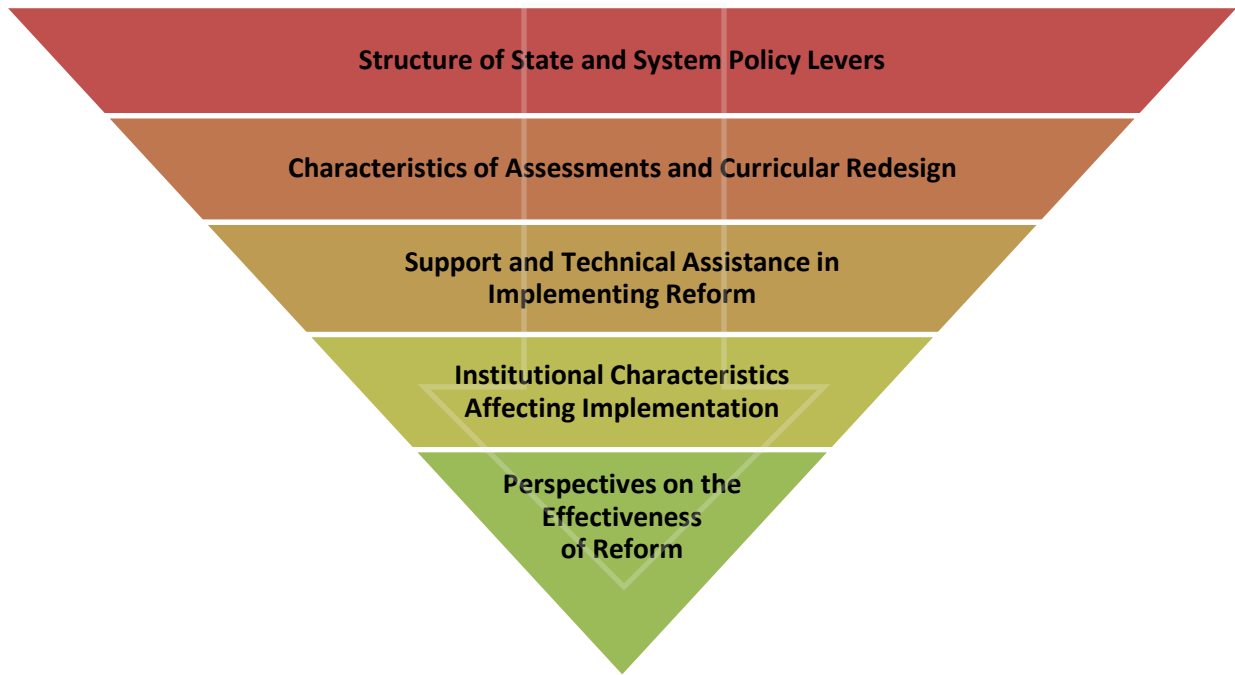 Structure of State and System Policy Levers
Characteristics of Assessments and Curricular Redesign
Support and Technical Assistance in
Implementing Reform
Institutional Characteristics
Affecting Implementation
Perspectives on the
Effectiveness
of Reform